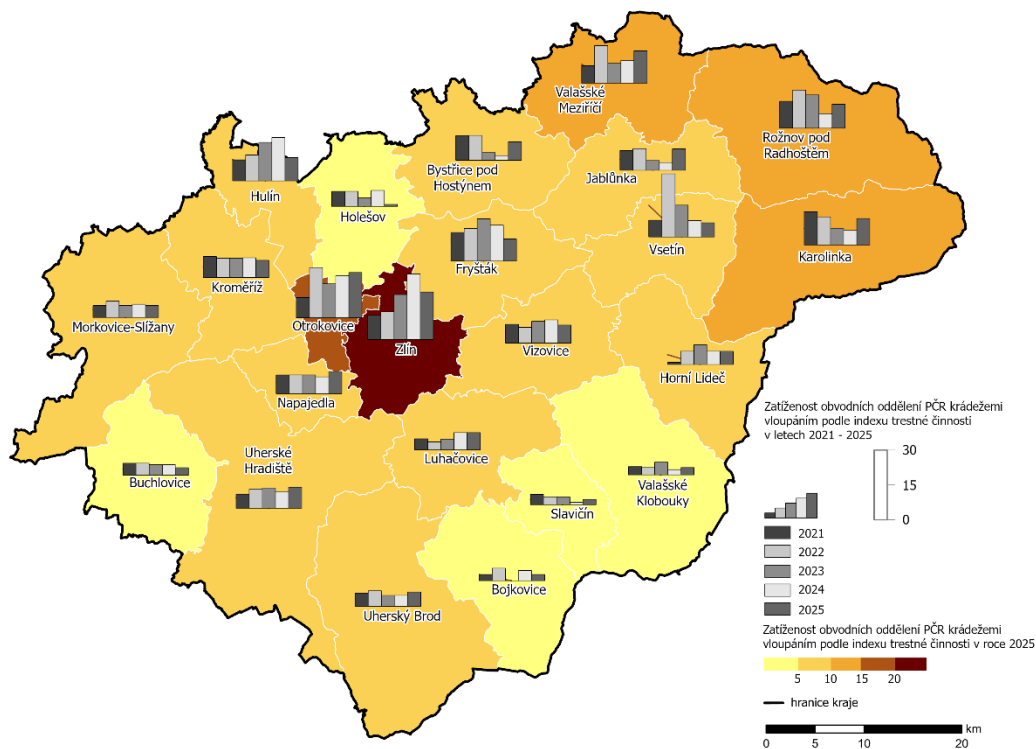 Valašské
Meziříčí
Rožnov pod
Radhoštěm
Bystřice pod
Hostýnem
Jablůnka
Hulín
Holešov
Vsetín
Karolinka
Fryšták
Kroměříž
Morkovice-Slížany
Otrokovice
Zlín
Vizovice
Horní Lideč
Napajedla
Luhačovice
Uherské
Hradiště
Buchlovice
Valašské
Klobouky
Slavičín
Bojkovice
Uherský Brod
Zatíženost obvodních oddělení PČR krádežemi
vloupáním podle indexu trestné činnosti
v letech 2021 - 2025
30
15
0
2021
2022
2023
2024
2025
Zatíženost obvodních oddělení PČR krádežemi
vloupáním podle indexu trestné činnosti v roce 2025
5 10 15 20
hranice kraje
km
0 5 10 20